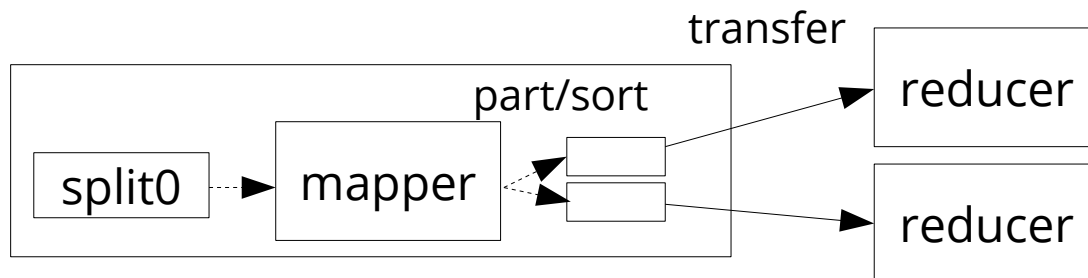 transfer
part/sort
split0
mapper
reducer
reducer